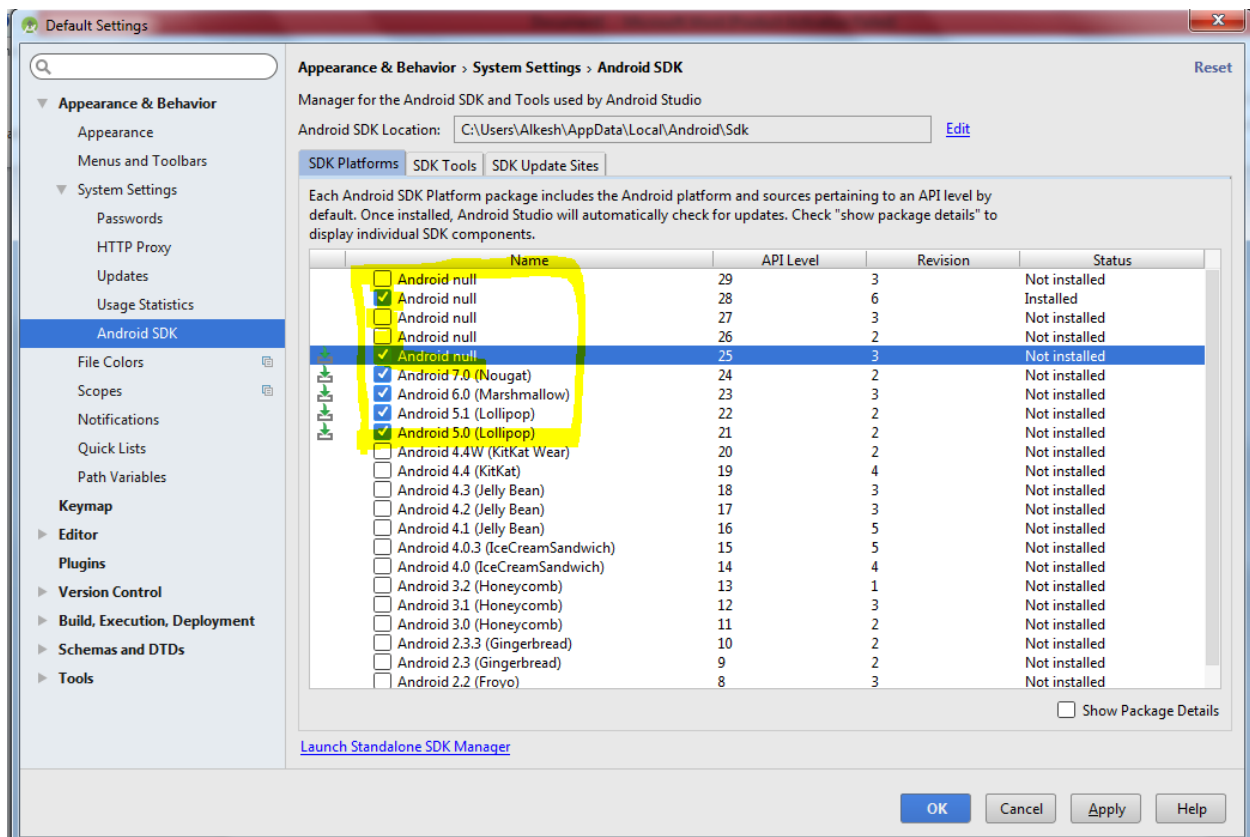 Default Settings
Appearance & Behavior › System Settings › Android SDK
Reset
Appearance & Behavior
Appearance
Menus and Toolbars
System Settings
Passwords
HTTP Proxy
Updates
Usage Statistics
Android SDK
File Colors
Scopes
Notifications
Quick Lists
Path Variables
Keymap
Editor
Plugins
Version Control
Build, Execution, Deployment
Schemas and DTDs
Tools
Manager for the Android SDK and Tools used by Android Studio
Android SDK Location: C:\Users\Alkesh\AppData\Local\Android\Sdk Edit
SDK Platforms SDK Tools SDK Update Sites
Each Android SDK Platform package includes the Android platform and sources pertaining to an API level by
default. Once installed, Android Studio will automatically check for updates. Check "show package details" to
display individual SDK components.
Name API Level Revision Status
Android null 29 3 Not installed
Android null 28 6 Installed
Android null 27 3 Not installed
Android null 26 2 Not installed
Android null 25 3 Not installed
Android 7.0 (Nougat) 24 2 Not installed
Android 6.0 (Marshmallow) 23 3 Not installed
Android 5.1 (Lollipop) 22 2 Not installed
Android 5.0 (Lollipop) 21 2 Not installed
Android 4.4W (KitKat Wear) 20 2 Not installed
Android 4.4 (KitKat) 19 4 Not installed
Android 4.3 (Jelly Bean) 18 3 Not installed
Android 4.2 (Jelly Bean) 17 3 Not installed
Android 4.1 (Jelly Bean) 16 5 Not installed
Android 4.0.3 (IceCreamSandwich) 15 5 Not installed
Android 4.0 (IceCreamSandwich) 14 4 Not installed
Android 3.2 (Honeycomb) 13 1 Not installed
Android 3.1 (Honeycomb) 12 3 Not installed
Android 3.0 (Honeycomb) 11 2 Not installed
Android 2.3.3 (Gingerbread) 10 2 Not installed
Android 2.3 (Gingerbread) 9 2 Not installed
Android 2.2 (Froyo) 8 3 Not installed
Show Package Details
Launch Standalone SDK Manager
OK Cancel Apply Help